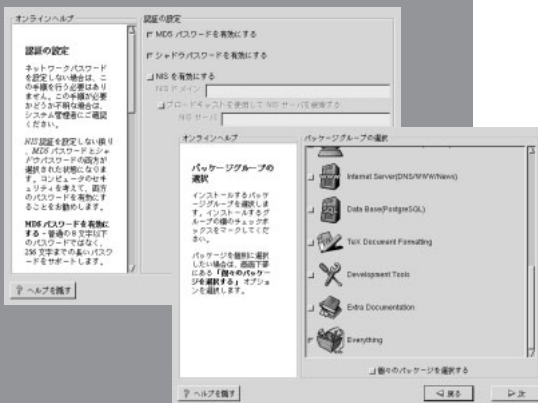 オンラインヘルプ
認証の設定
ネットワークパスワード
を設定しない場合は、こ
の手順を行う必要はあり
ません。この手順が必要
かどうか不明な場合は、
システム管理者にご確認
ください。
NIS認証を設定しない限り
、MD5 パスワードとシャ
ドウパスワードの両方が
選択された状態になりま
す。コンピュータのセキ
ュリティを考えて、両方
のパスワードを有効にす
ることをお勧めします。
MD5 パスワードを有効に
する - 普通の8文字以下
のパスワードではなく、
256 文字までの長いパスワ
ードをサポートします。
? ヘルプを隠す
認証の設定
MD5 パスワードを有効にする
シャドウパスワードを有効にする
NIS を有効にする
NIS ドメイン
ブロードキャストを使用して NIS サーバを検索する
NIS サーバ
オンラインヘルプ
パッケージグループの
選択
インストールするパッケ
ージグループを選択しま
す。インストールするグ
ループの横のチェックボ
ックスをマークしてくだ
さい。
パッケージを個別に選択
したい場合は、画面下部
にある「個々のパッケー
ジを選択する」オプショ
ンを選択します。
? ヘルプを隠す
パッケージグループの選択
Internet Server(DNS/WWW/News)
Data Base(PostgreSQL)
TeX Document Formatting
Development Tools
Extra Documentation
Everything
個々のパッケージを選択する
戻る
次